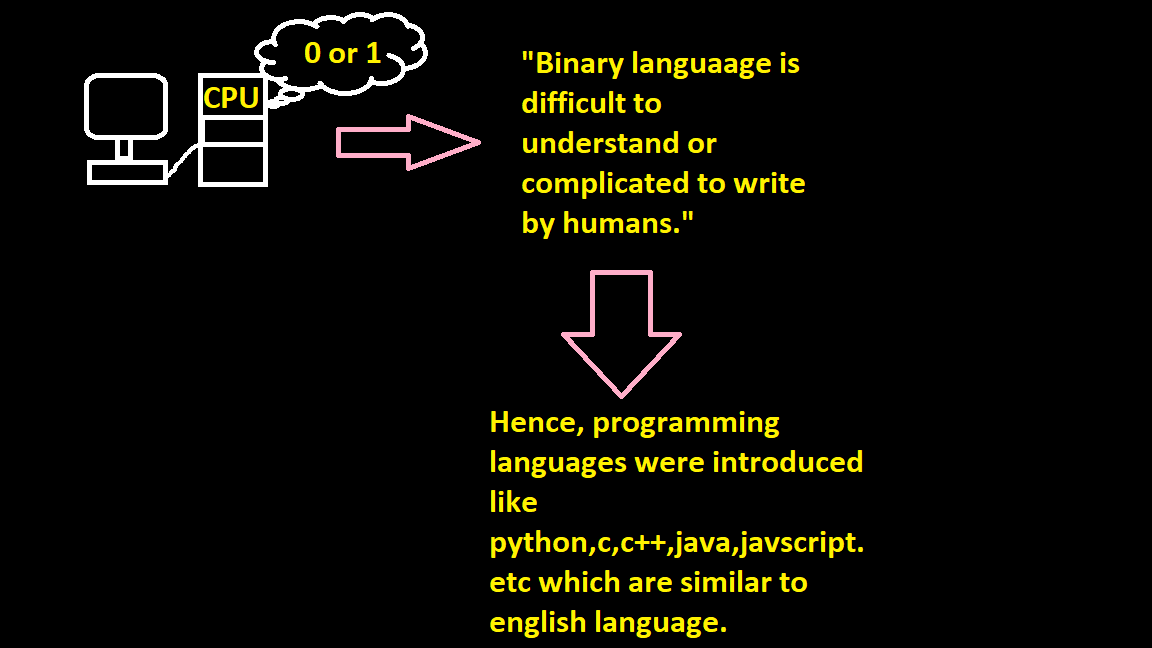 0 or 1
CPU
"Binary languaage is
difficult to
understand or
complicated to write
by humans."
Hence, programming
languages were introduced
like
python,c,c++,java,javscript.
etc which are similar to
english language.